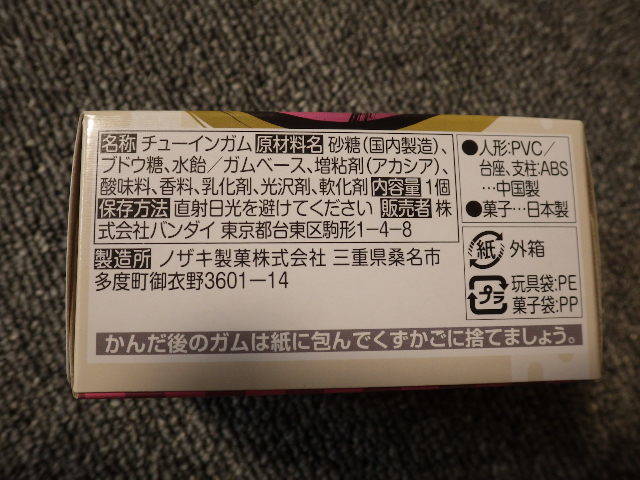 名称 チューインガム 原材料名 砂糖(国内製造)、
ブドウ糖、水飴/ガムベース、増粘剤(アカシア)、
酸味料、香料、乳化剤、光沢剤、軟化剤 内容量 1個
保存方法 直射日光を避けてください 販売者 株
式会社バンダイ 東京都台東区駒形1-4-8
製造所 ノザキ製菓株式会社 三重県桑名市
多度町御衣野3601-14
●人形:PVC/
台座、支柱:ABS
…中国製
●菓子…日本製
紙 外箱
プラ 玩具袋:PE
菓子袋:PP
かんだ後のガムは紙に包んでくずかごに捨てましょう。